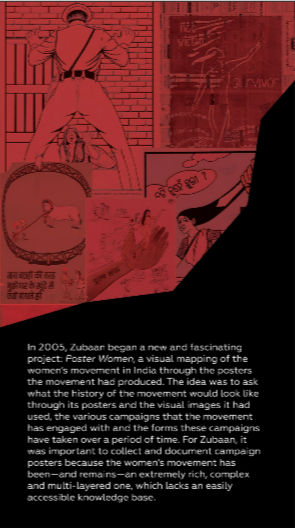 In 2005, Zubaan began a new and fascinating
project: Poster Women, a visual mapping of the
women's movement in India through the posters
the movement had produced. The idea was to ask
what the history of the movement would look like
through its posters and the visual images it had
used, the various campaigns that the movement
has engaged with and the forms these campaigns
have taken over a period of time. For Zubaan, it
was important to collect and document campaign
posters because the women's movement has
been—and remains—an extremely rich, complex
and multi-layered one, which lacks an easily
accessible knowledge base.